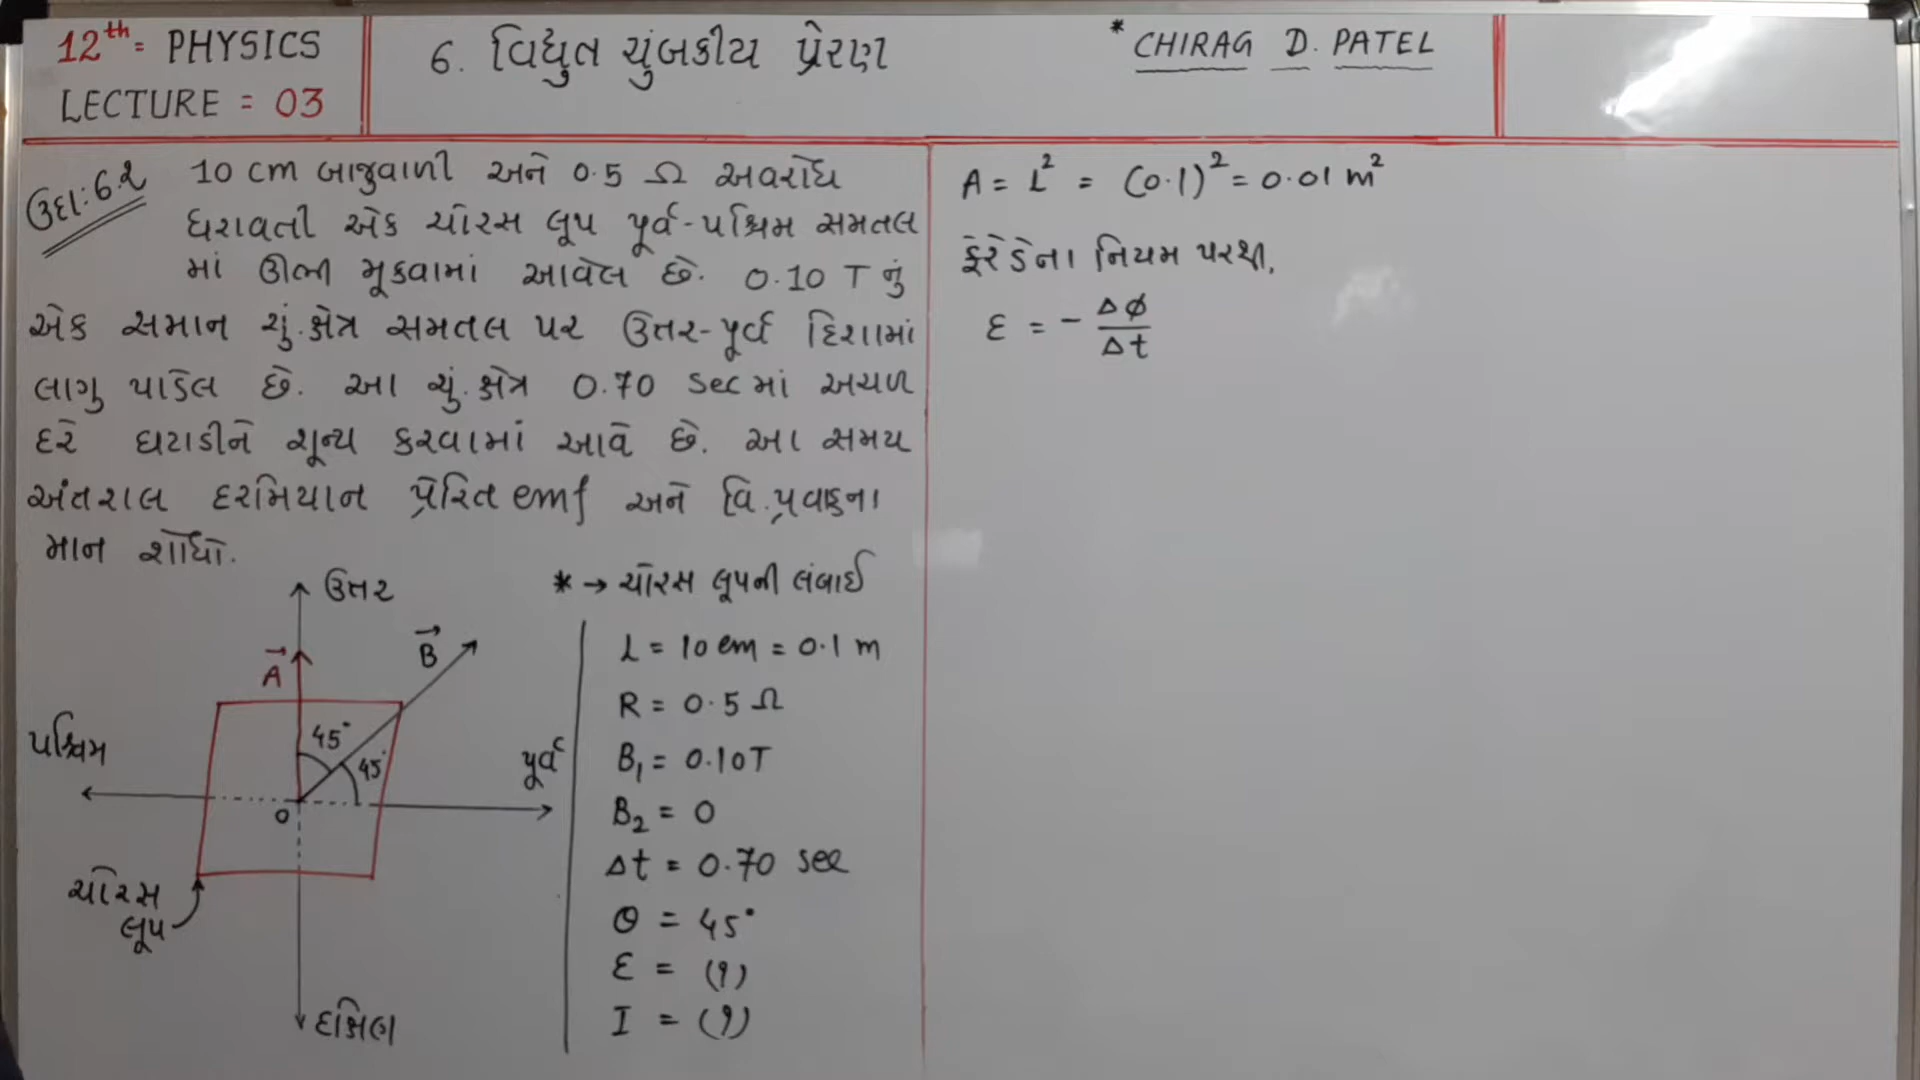 12th = PHYSICS
LECTURE = 03
6. વિદ્યુત ચુંબકીય પ્રેરણ
* CHIRAG D. PATEL
ઉદા: 6.2 10 cm બાજુવાળી અને 0.5 Ω અવરોધ
ધરાવતી એક ચોરસ લૂપ પૂર્વ-પશ્ચિમ સમતલ
માં ઊભી મૂકવામાં આવેલ છે. 0.10 T નું
એક સમાન ચું.ક્ષેત્ર સમતલ પર ઉત્તર-પૂર્વ દિશામાં
લાગુ પાડેલ છે. આ ચું.ક્ષેત્ર 0.70 sec માં અચળ
દરે ઘટાડીને શૂન્ય કરવામાં આવે છે. આ સમય
અંતરાલ દરમિયાન પ્રેરિત emf અને વિ.પ્રવાહના
માન શોધો.
ઉત્તર
A⃗
B⃗
45°
45°
પશ્ચિમ
પૂર્વ
O
ચોરસ
લૂપ
દક્ષિણ
* → ચોરસ લૂપની લંબાઈ
L = 10 cm = 0.1 m
R = 0.5 Ω
B₁ = 0.10T
B₂ = 0
Δt = 0.70 sec
θ = 45°
ε = (?)
I = (?)
A = L² = (0.1)² = 0.01 m²
ફેરેડેના નિયમ પરથી,
ε = - Δϕ / Δt